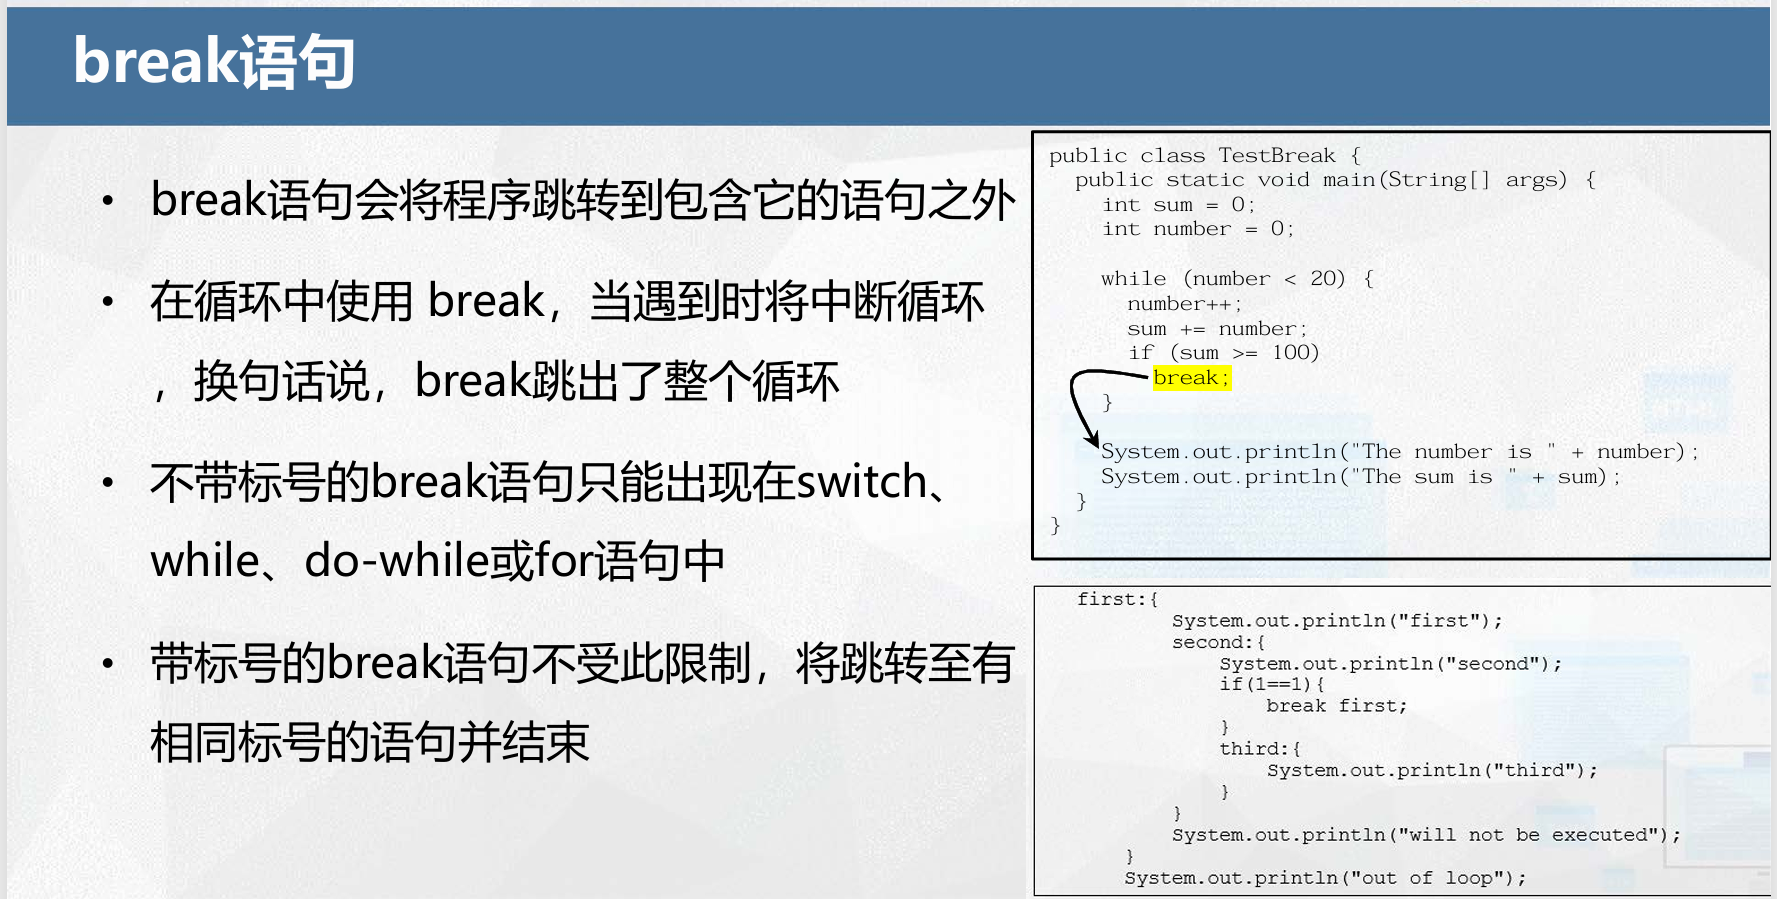 break语句
• break语句会将程序跳转到包含它的语句之外
• 在循环中使用 break，当遇到时将中断循环
，换句话说，break跳出了整个循环
• 不带标号的break语句只能出现在switch、
while、do-while或for语句中
• 带标号的break语句不受此限制，将跳转至有
相同标号的语句并结束
public class TestBreak {
public static void main(String[] args) {
int sum = 0;
int number = 0;
while (number < 20) {
number++;
sum += number;
if (sum >= 100)
break;
}
System.out.println("The number is " + number);
System.out.println("The sum is " + sum);
}
}
first:{
System.out.println("first");
second:{
System.out.println("second");
if(1==1){
break first;
}
third:{
System.out.println("third");
}
}
System.out.println("will not be executed");
}
System.out.println("out of loop");